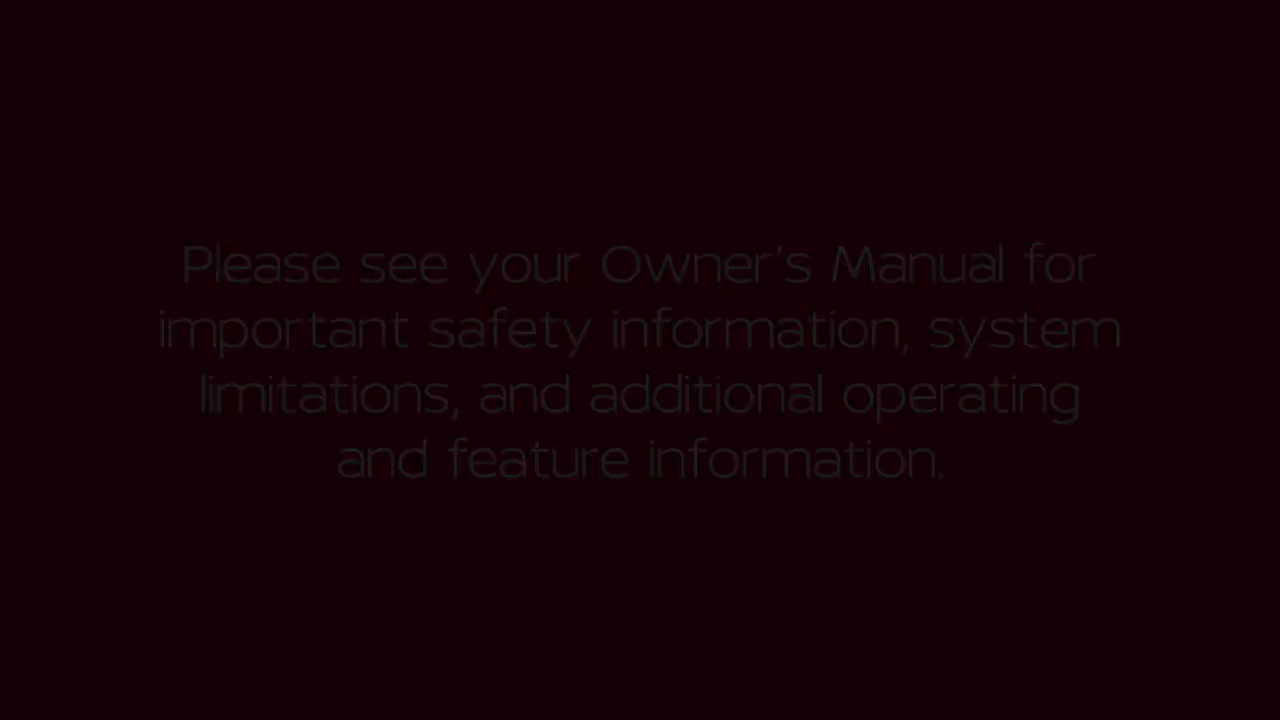 Please see your Owner's Manual for
important safety information, system
limitations, and additional operating
and feature information.